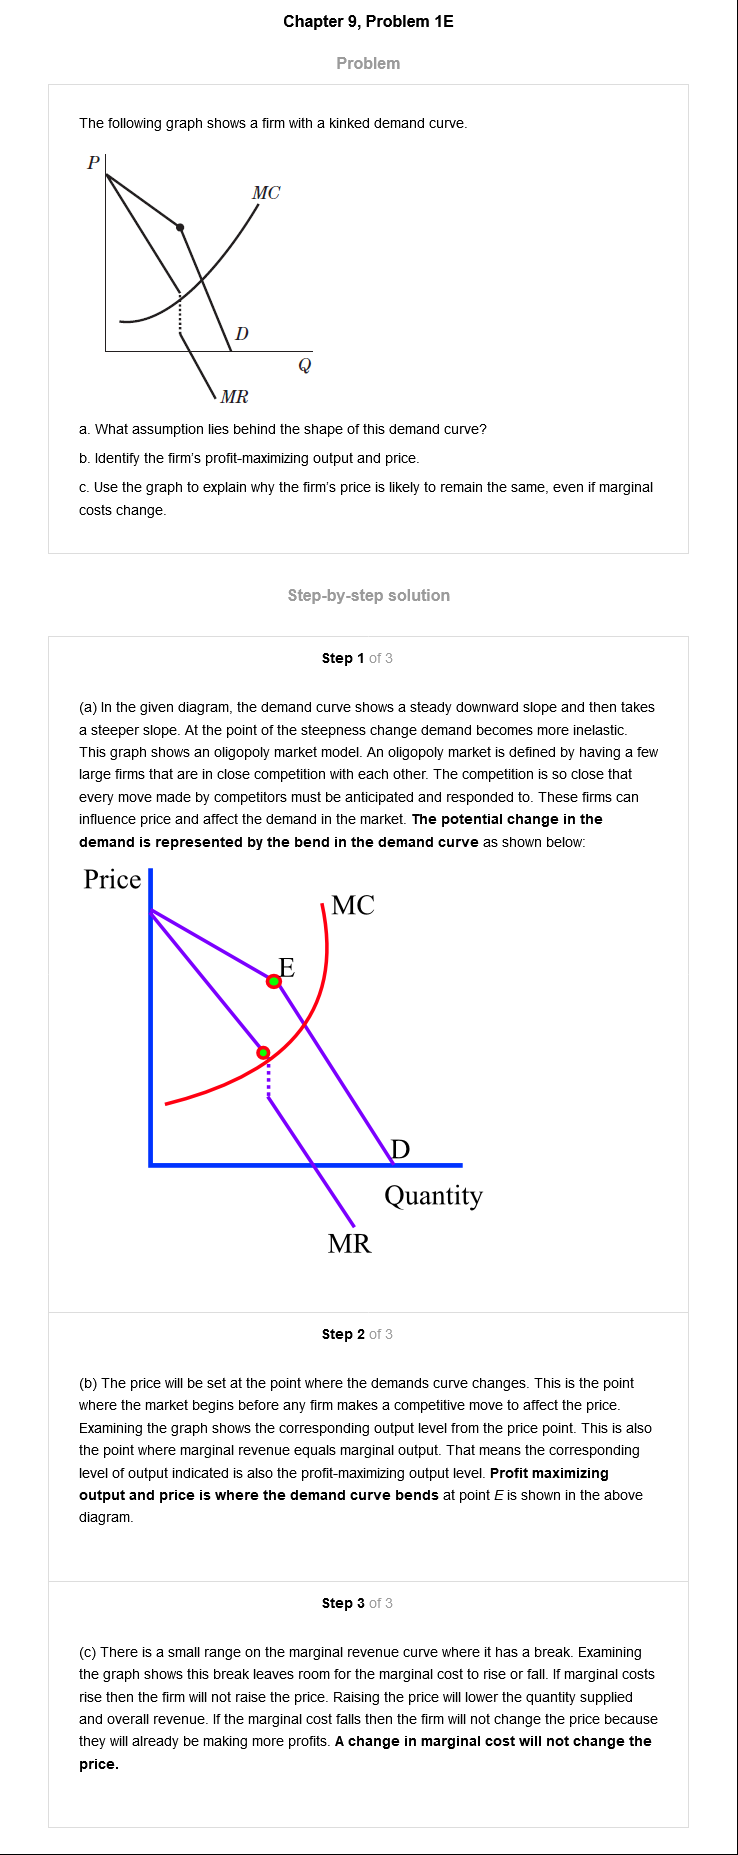 Chapter 9, Problem 1E
Problem
The following graph shows a firm with a kinked demand curve.
P
MC
D
Q
MR
a. What assumption lies behind the shape of this demand curve?
b. Identify the firm's profit-maximizing output and price.
c. Use the graph to explain why the firm's price is likely to remain the same, even if marginal
costs change.
Step-by-step solution
Step 1 of 3
(a) In the given diagram, the demand curve shows a steady downward slope and then takes
a steeper slope. At the point of the steepness change demand becomes more inelastic.
This graph shows an oligopoly market model. An oligopoly market is defined by having a few
large firms that are in close competition with each other. The competition is so close that
every move made by competitors must be anticipated and responded to. These firms can
influence price and affect the demand in the market. The potential change in the
demand is represented by the bend in the demand curve as shown below:
Price
MC
E
D
Quantity
MR
Step 2 of 3
(b) The price will be set at the point where the demands curve changes. This is the point
where the market begins before any firm makes a competitive move to affect the price.
Examining the graph shows the corresponding output level from the price point. This is also
the point where marginal revenue equals marginal output. That means the corresponding
level of output indicated is also the profit-maximizing output level. Profit maximizing
output and price is where the demand curve bends at point E is shown in the above
diagram.
Step 3 of 3
(c) There is a small range on the marginal revenue curve where it has a break. Examining
the graph shows this break leaves room for the marginal cost to rise or fall. If marginal costs
rise then the firm will not raise the price. Raising the price will lower the quantity supplied
and overall revenue. If the marginal cost falls then the firm will not change the price because
they will already be making more profits. A change in marginal cost will not change the
price.